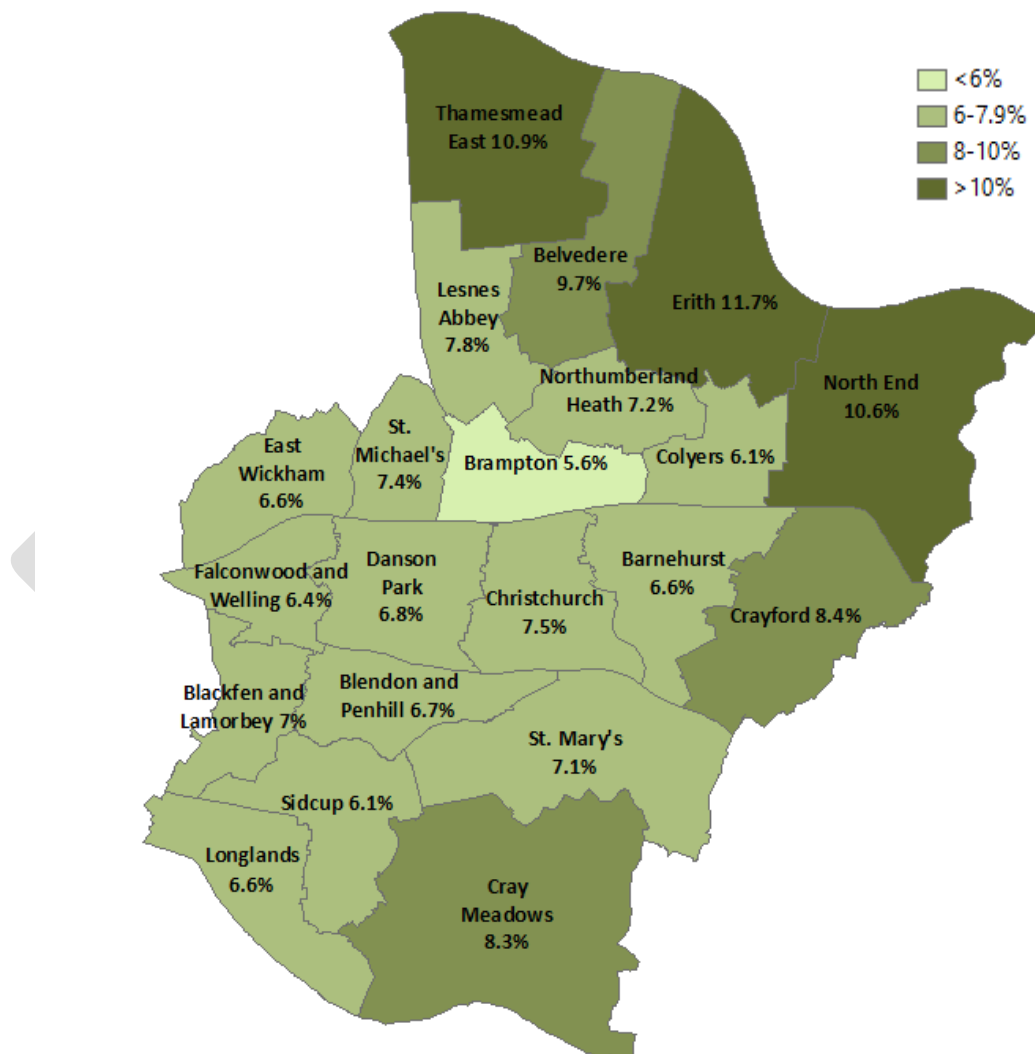 <6%
6-7.9%
8-10%
>10%
Thamesmead
East 10.9%
Belvedere
9.7%
Lesnes
Abbey
7.8%
Erith 11.7%
Northumberland
Heath 7.2%
North End
10.6%
St.
Michael's
7.4%
East
Wickham
6.6%
Brampton 5.6%
Colyers 6.1%
Falconwood and
Welling 6.4%
Danson
Park
6.8%
Christchurch
7.5%
Barnehurst
6.6%
Crayford 8.4%
Blackfen and
Lamorbey 7%
Blendon and
Penhill 6.7%
St. Mary's
7.1%
Sidcup 6.1%
Longlands
6.6%
Cray
Meadows
8.3%